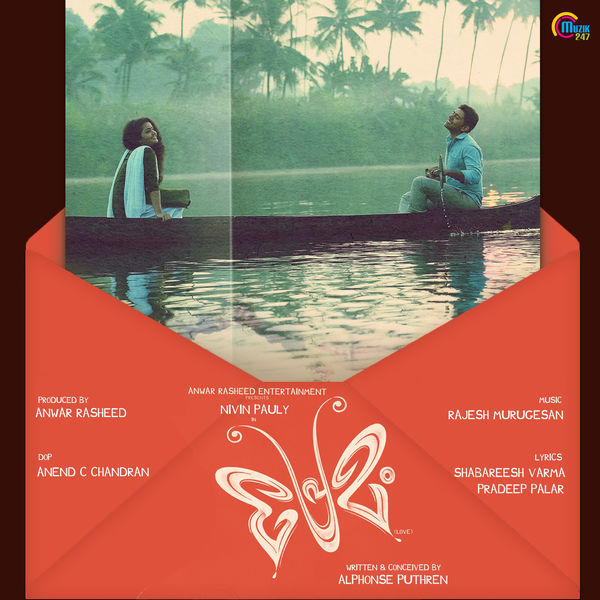 MUZIK
247
PRODUCED BY
ANWAR RASHEED
DOP
ANEND C CHANDRAN
ANWAR RASHEED ENTERTAINMENT
PRESENTS
NIVIN PAULY
IN
പ്രേമം
(LOVE)
WRITTEN & CONCEIVED BY
ALPHONSE PUTHREN
MUSIC
RAJESH MURUGESAN
LYRICS
SHABAREESH VARMA
PRADEEP PALAR